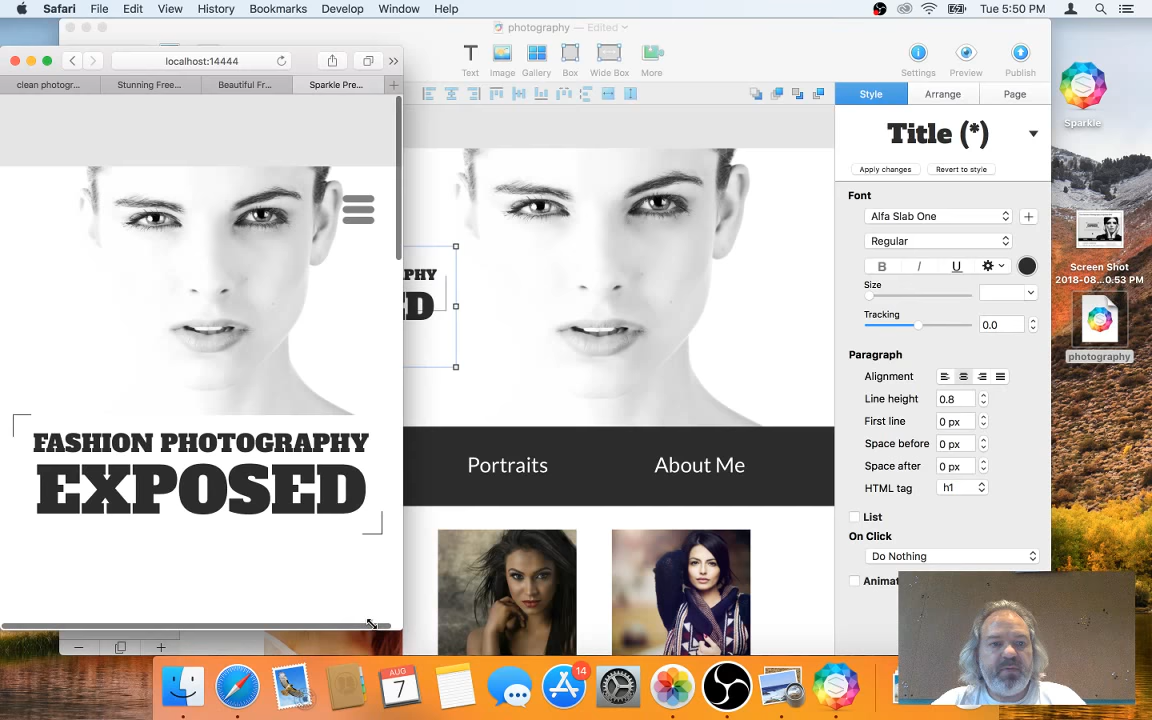 Safari File Edit View History Bookmarks Develop Window Help
Tue 5:50 PM
photography — Edited
localhost:14444
clean photogr...
Stunning Free...
Beautiful Fr...
Sparkle Pre...
Text
Image
Gallery
Box
Wide Box
More
Settings
Preview
Publish
Style
Arrange
Page
Title (*)
Apply changes
Revert to style
Font
Alfa Slab One
Regular
B I U
Size
Tracking
0.0
Paragraph
Alignment
Line height
0.8
First line
0 px
Space before
0 px
Space after
0 px
HTML tag
h1
List
On Click
Do Nothing
Animat
PHY
ED
FASHION PHOTOGRAPHY
EXPOSED
Portraits
About Me
Sparkle
Screen Shot
2018-08...0.53 PM
photography
AUG
7
14